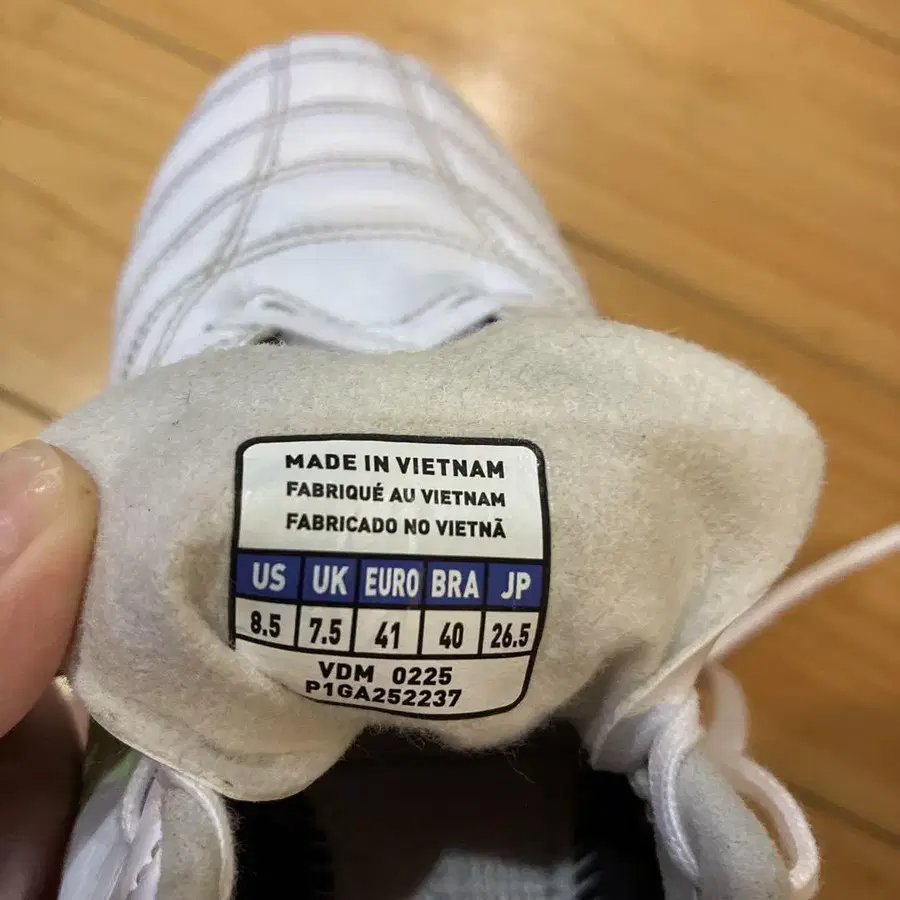 MADE IN VIETNAM
FABRIQUÉ AU VIETNAM
FABRICADO NO VIETNÃ
US UK EURO BRA JP
8.5 7.5 41 40 26.5
VDM 0225
P1GA252237